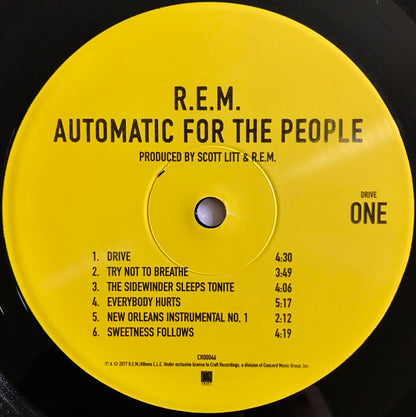 R.E.M.
AUTOMATIC FOR THE PEOPLE
PRODUCED BY SCOTT LITT & R.E.M.
DRIVE
ONE
1. DRIVE 4:30
2. TRY NOT TO BREATHE 3:49
3. THE SIDEWINDER SLEEPS TONITE 4:06
4. EVERYBODY HURTS 5:17
5. NEW ORLEANS INSTRUMENTAL NO. 1 2:12
6. SWEETNESS FOLLOWS 4:19
CR00046
℗ & © 2017 R.E.M./Athens L.L.C. Under exclusive license to Craft Recordings, a division of Concord Music Group, Inc.